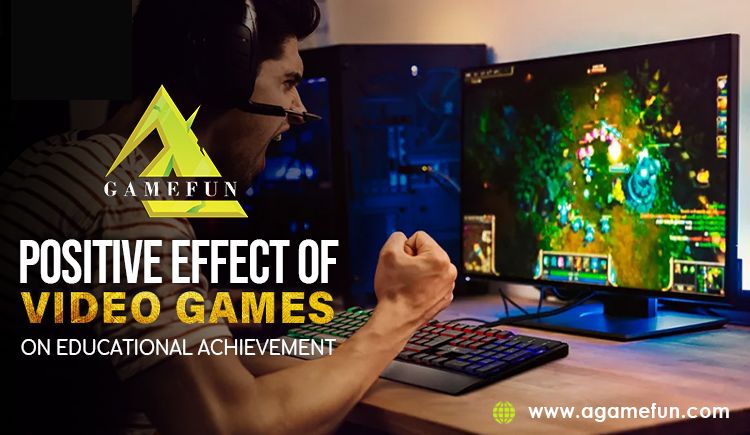 GAMEFUN
POSITIVE EFFECT OF
VIDEO GAMES
ON EDUCATIONAL ACHIEVEMENT
www.agamefun.com